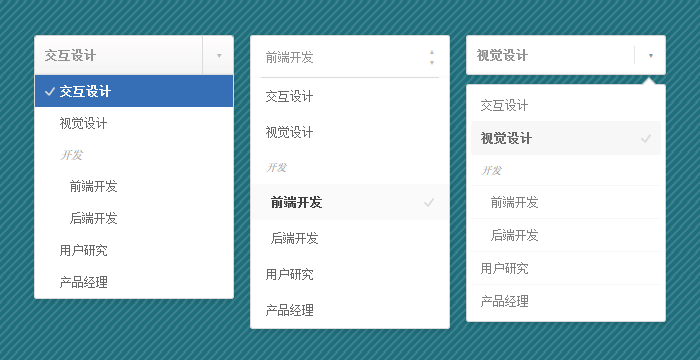 交互设计
交互设计
视觉设计
开发
前端开发
后端开发
用户研究
产品经理
前端开发
交互设计
视觉设计
开发
前端开发
后端开发
用户研究
产品经理
视觉设计
交互设计
视觉设计
开发
前端开发
后端开发
用户研究
产品经理